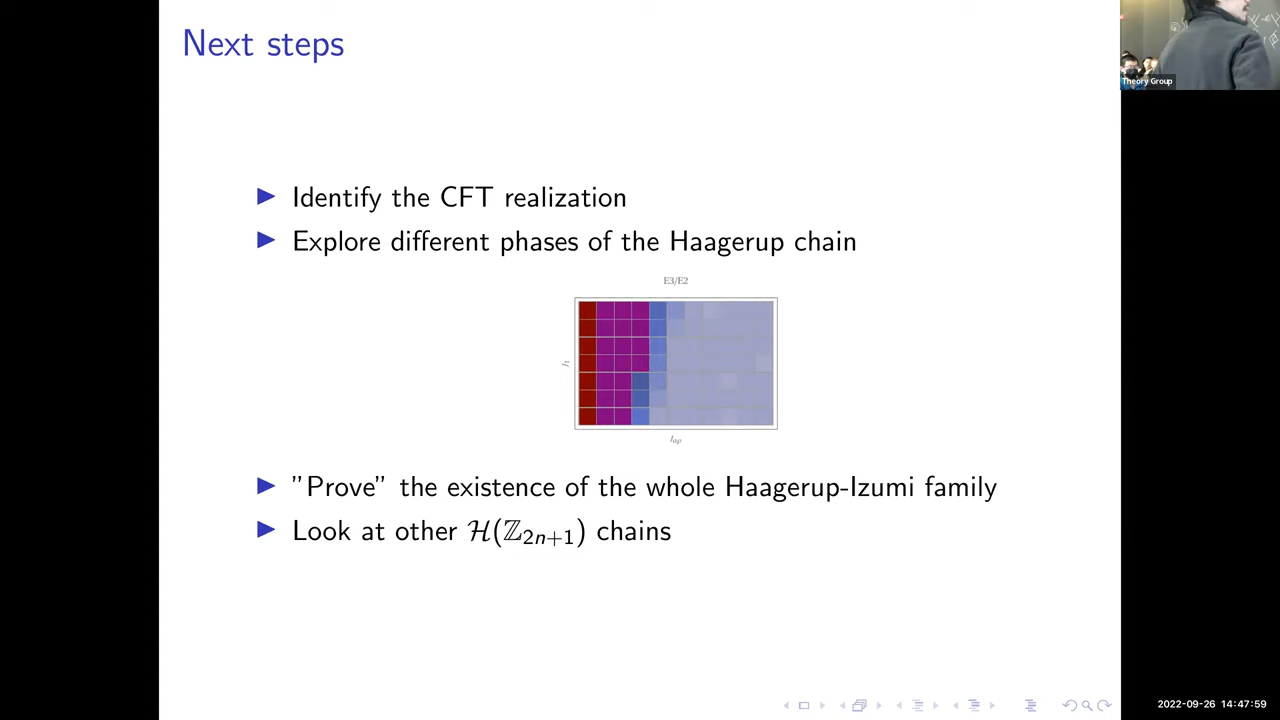 Next steps
Theory Group
Identify the CFT realization
Explore different phases of the Haagerup chain
E3/E2
”Prove” the existence of the whole Haagerup-Izumi family
Look at other ℋ(ℤ₂ₙ₊₁) chains
2022-03-26 14:47:59